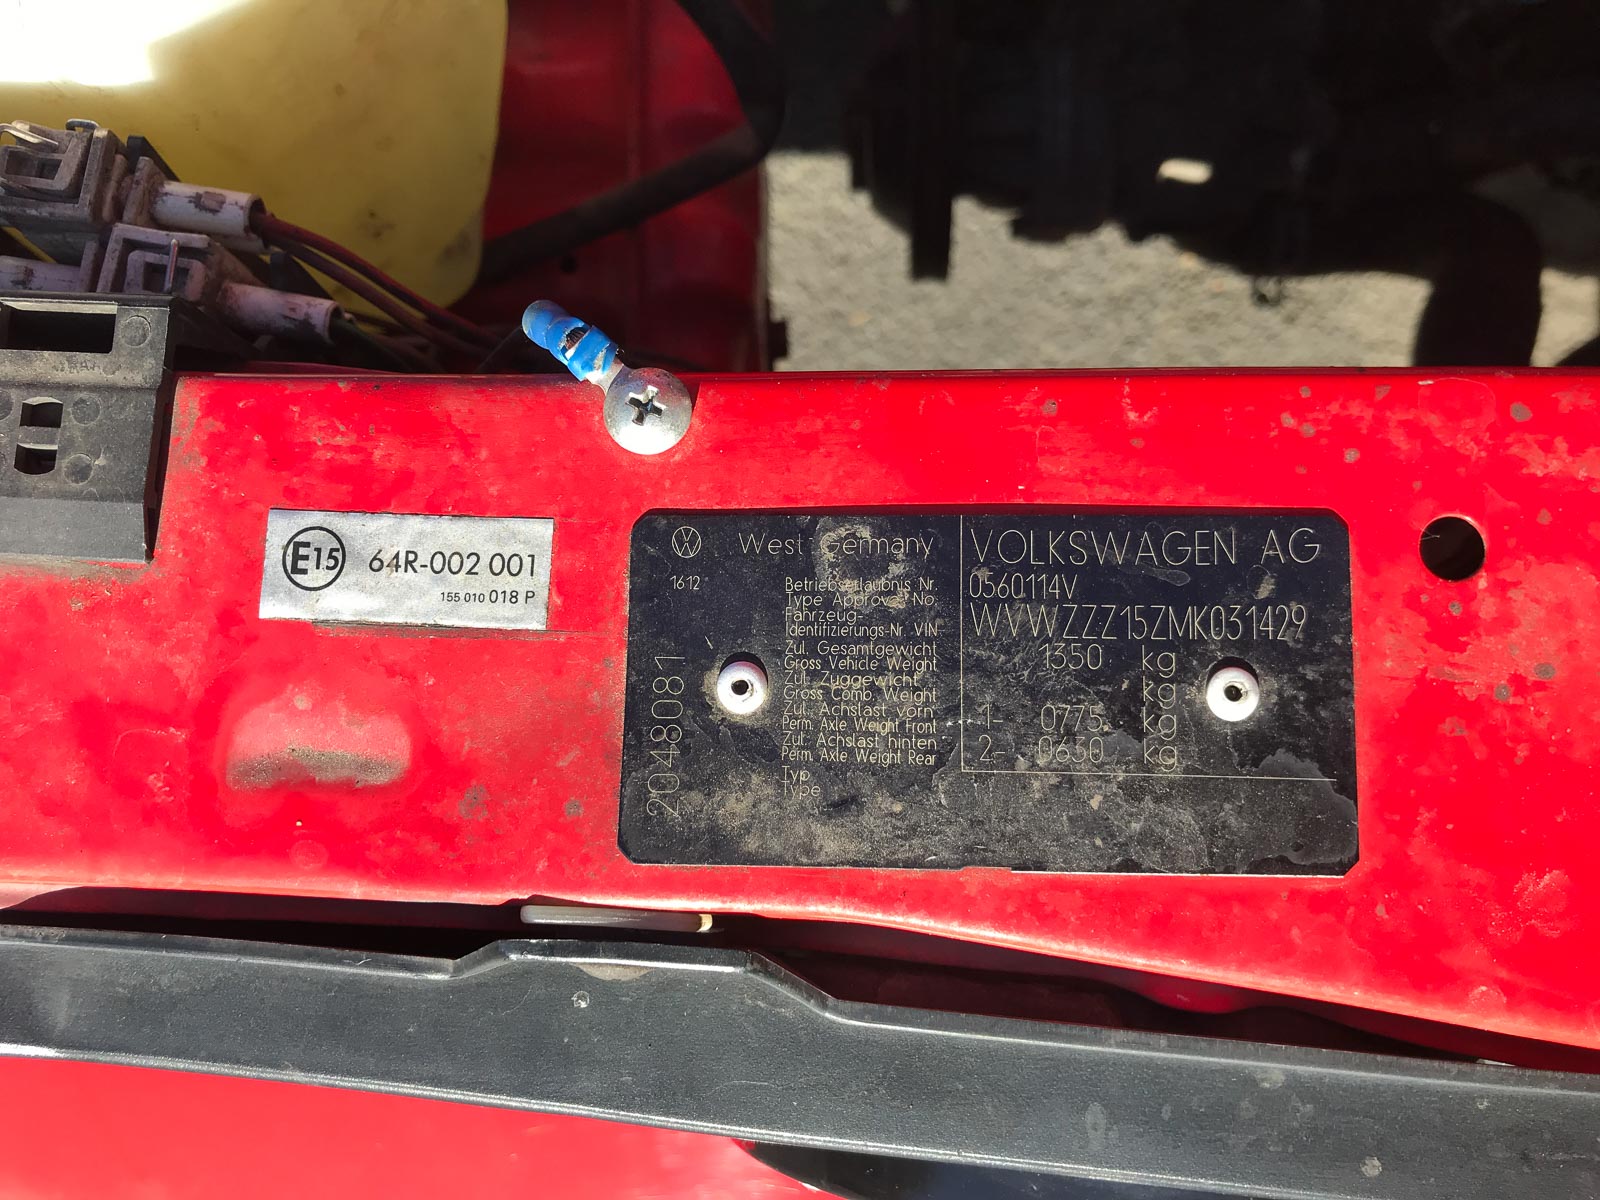 E15
64R-002 001
155 010 018 P
West Germany
VOLKSWAGEN AG
1612
Betriebserlaubnis Nr.
Type Approval No.
0560114V
Fahrzeug-
Identifizierungs-Nr. VIN
WVWZZZ15ZMK031429
Zul. Gesamtgewicht
Gross Vehicle Weight
1350 kg
Zul. Zuggewicht
Gross Comb. Weight
kg
Zul. Achslast vorn
Perm. Axle Weight Front
1- 0775 kg
Zul. Achslast hinten
Perm. Axle Weight Rear
2- 0630 kg
Typ
Type
2048081